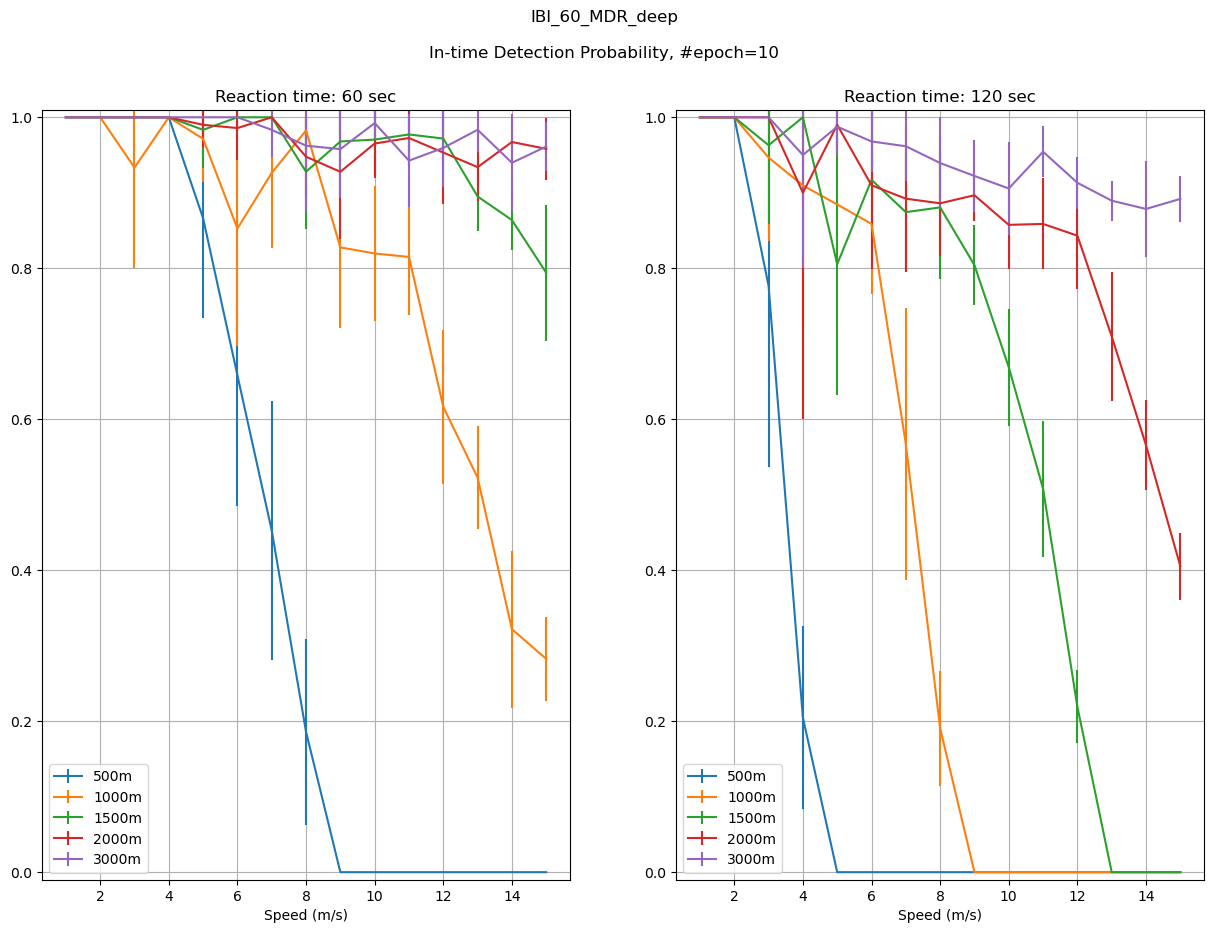 IBI_60_MDR_deep
In-time Detection Probability, #epoch=10
Reaction time: 60 sec
1.0
0.8
0.6
0.4
0.2
0.0
500m
1000m
1500m
2000m
3000m
2 4 6 8 10 12 14
Speed (m/s)
Reaction time: 120 sec
1.0
0.8
0.6
0.4
0.2
0.0
500m
1000m
1500m
2000m
3000m
2 4 6 8 10 12 14
Speed (m/s)